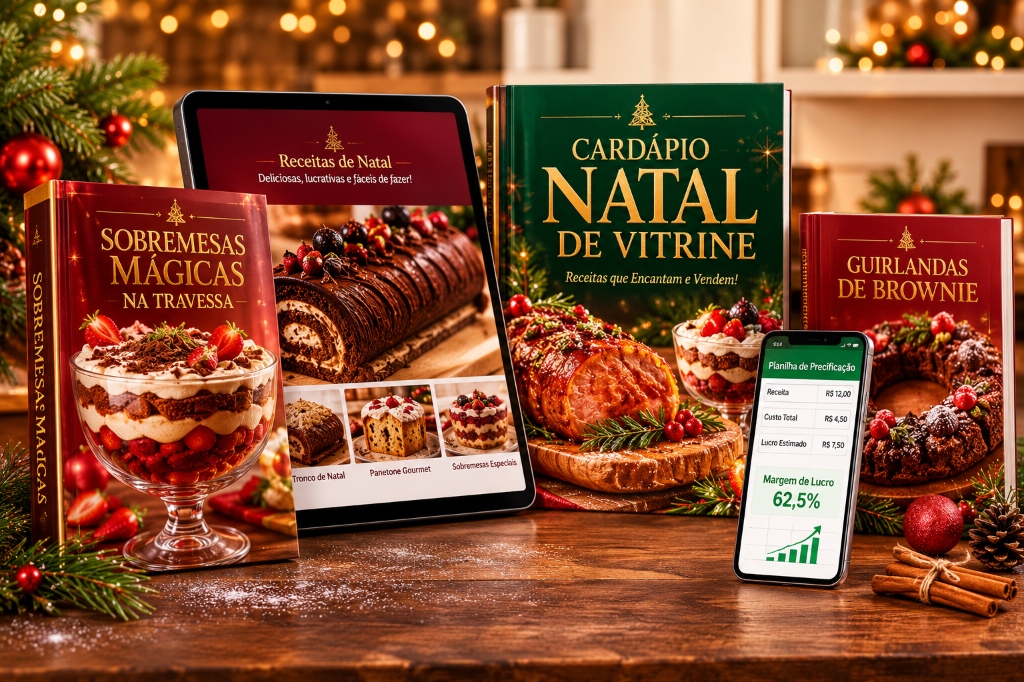 SOBREMESAS
MÁGICAS
NA TRAVESSA
SOBREMESAS MÁGICAS
Receitas de Natal
Deliciosas, lucrativas e fáceis de fazer!
Tronco de Natal
Panetone Gourmet
Sobremesas Especiais
CARDÁPIO
NATAL
DE VITRINE
Receitas que Encantam e Vendem!
GUIRLANDAS
DE BROWNIE
Planilha de Precificação
Receita
R$ 12,00
Custo Total
R$ 4,50
Lucro Estimado
R$ 7,50
Margem de Lucro
62,5%